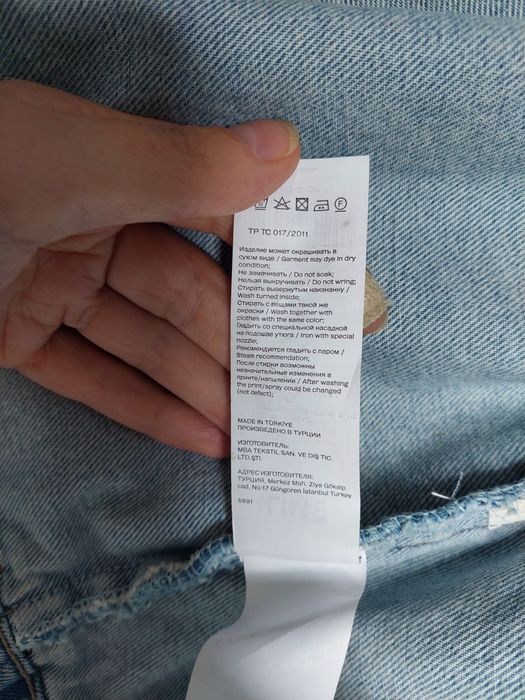 ТР ТС 017/2011
Изделие может окрашивать в
сухом виде / Garment may dye in dry
condition;
Не замачивать / Do not soak;
Нельзя выкручивать / Do not wring;
Стирать вывернутым наизнанку /
Wash turned inside;
Стирать с вещами такой же
окраски / Wash together with
clothes with the same color;
Гладить со специальной насадкой
на подошве утюга / Iron with special
nozzle;
Рекомендуется гладить с паром /
Steam recommendation;
После стирки возможны
незначительные изменения в
принте/напылении / After washing
the print/spray could be changed
(not defect);
MADE IN TÜRKİYE
ПРОИЗВЕДЕНО В ТУРЦИИ
ИЗГОТОВИТЕЛЬ:
MBA TEKSTIL SAN. VE DIŞ TIC.
LTD.ŞTI.
АДРЕС ИЗГОТОВИТЕЛЯ:
ТУРЦИЯ, Merkez Mah. Ziya Gökalp
cad. No:17 Göngoren Istanbul Turkey
5691